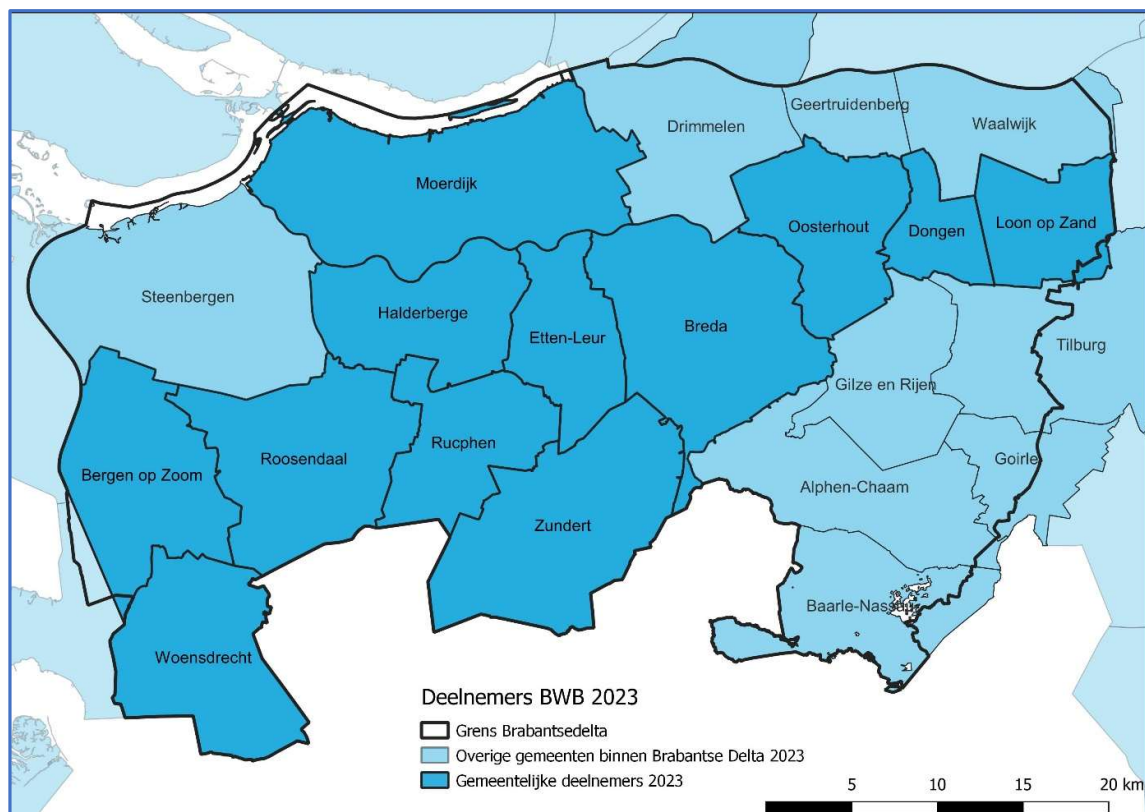 Geertruidenberg
Drimmelen
Waalwijk
Moerdijk
Oosterhout
Dongen
Loon op Zand
Steenbergen
Halderberge
Etten-Leur
Breda
Tilburg
Gilze en Rijen
Rucphen
Roosendaal
Bergen op Zoom
Goirle
Alphen-Chaam
Zundert
Baarle-Nassau
Woensdrecht
Deelnemers BWB 2023
Grens Brabantsedelta
Overige gemeenten binnen Brabantse Delta 2023
Gemeentelijke deelnemers 2023
5 10 15 20 km